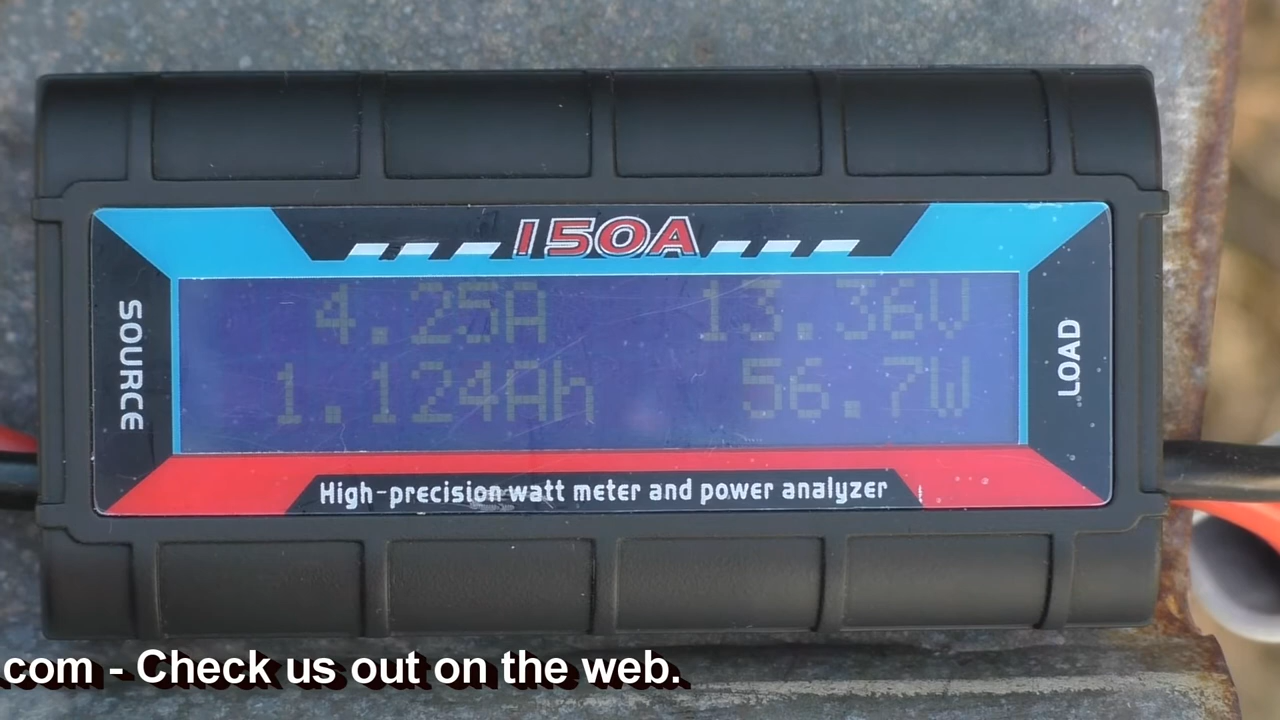 150A
SOURCE
4.25A 13.36V
1.124Ah 56.7W
LOAD
High-precision watt meter and power analyzer
com - Check us out on the web.